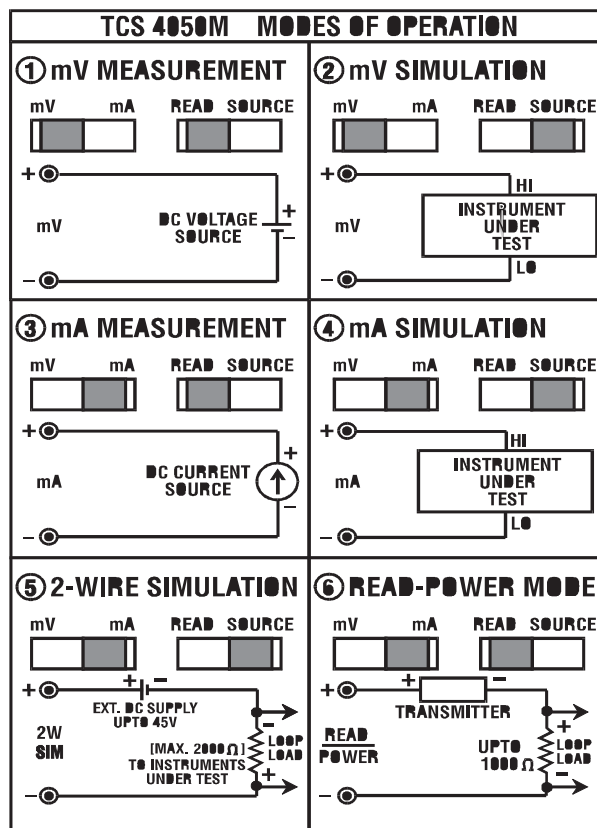 TCS 4050M MODES OF OPERATION
① mV MEASUREMENT
mV mA READ SOURCE
+
mV
DC VOLTAGE
SOURCE
+
−
−
② mV SIMULATION
mV mA READ SOURCE
+
HI
mV
INSTRUMENT
UNDER
TEST
LO
−
③ mA MEASUREMENT
mV mA READ SOURCE
+
mA
DC CURRENT
SOURCE
+
−
−
④ mA SIMULATION
mV mA READ SOURCE
+
HI
mA
INSTRUMENT
UNDER
TEST
LO
−
⑤ 2-WIRE SIMULATION
mV mA READ SOURCE
+
+ −
EXT. DC SUPPLY
UPTO 45V
2W
SIM
−
[MAX. 2000Ω]
TO INSTRUMENTS
UNDER TEST
LOOP
LOAD
+
−
⑥ READ-POWER MODE
mV mA READ SOURCE
+
+ −
TRANSMITTER
READ
POWER
+
UPTO
1000Ω
LOOP
LOAD
−
−